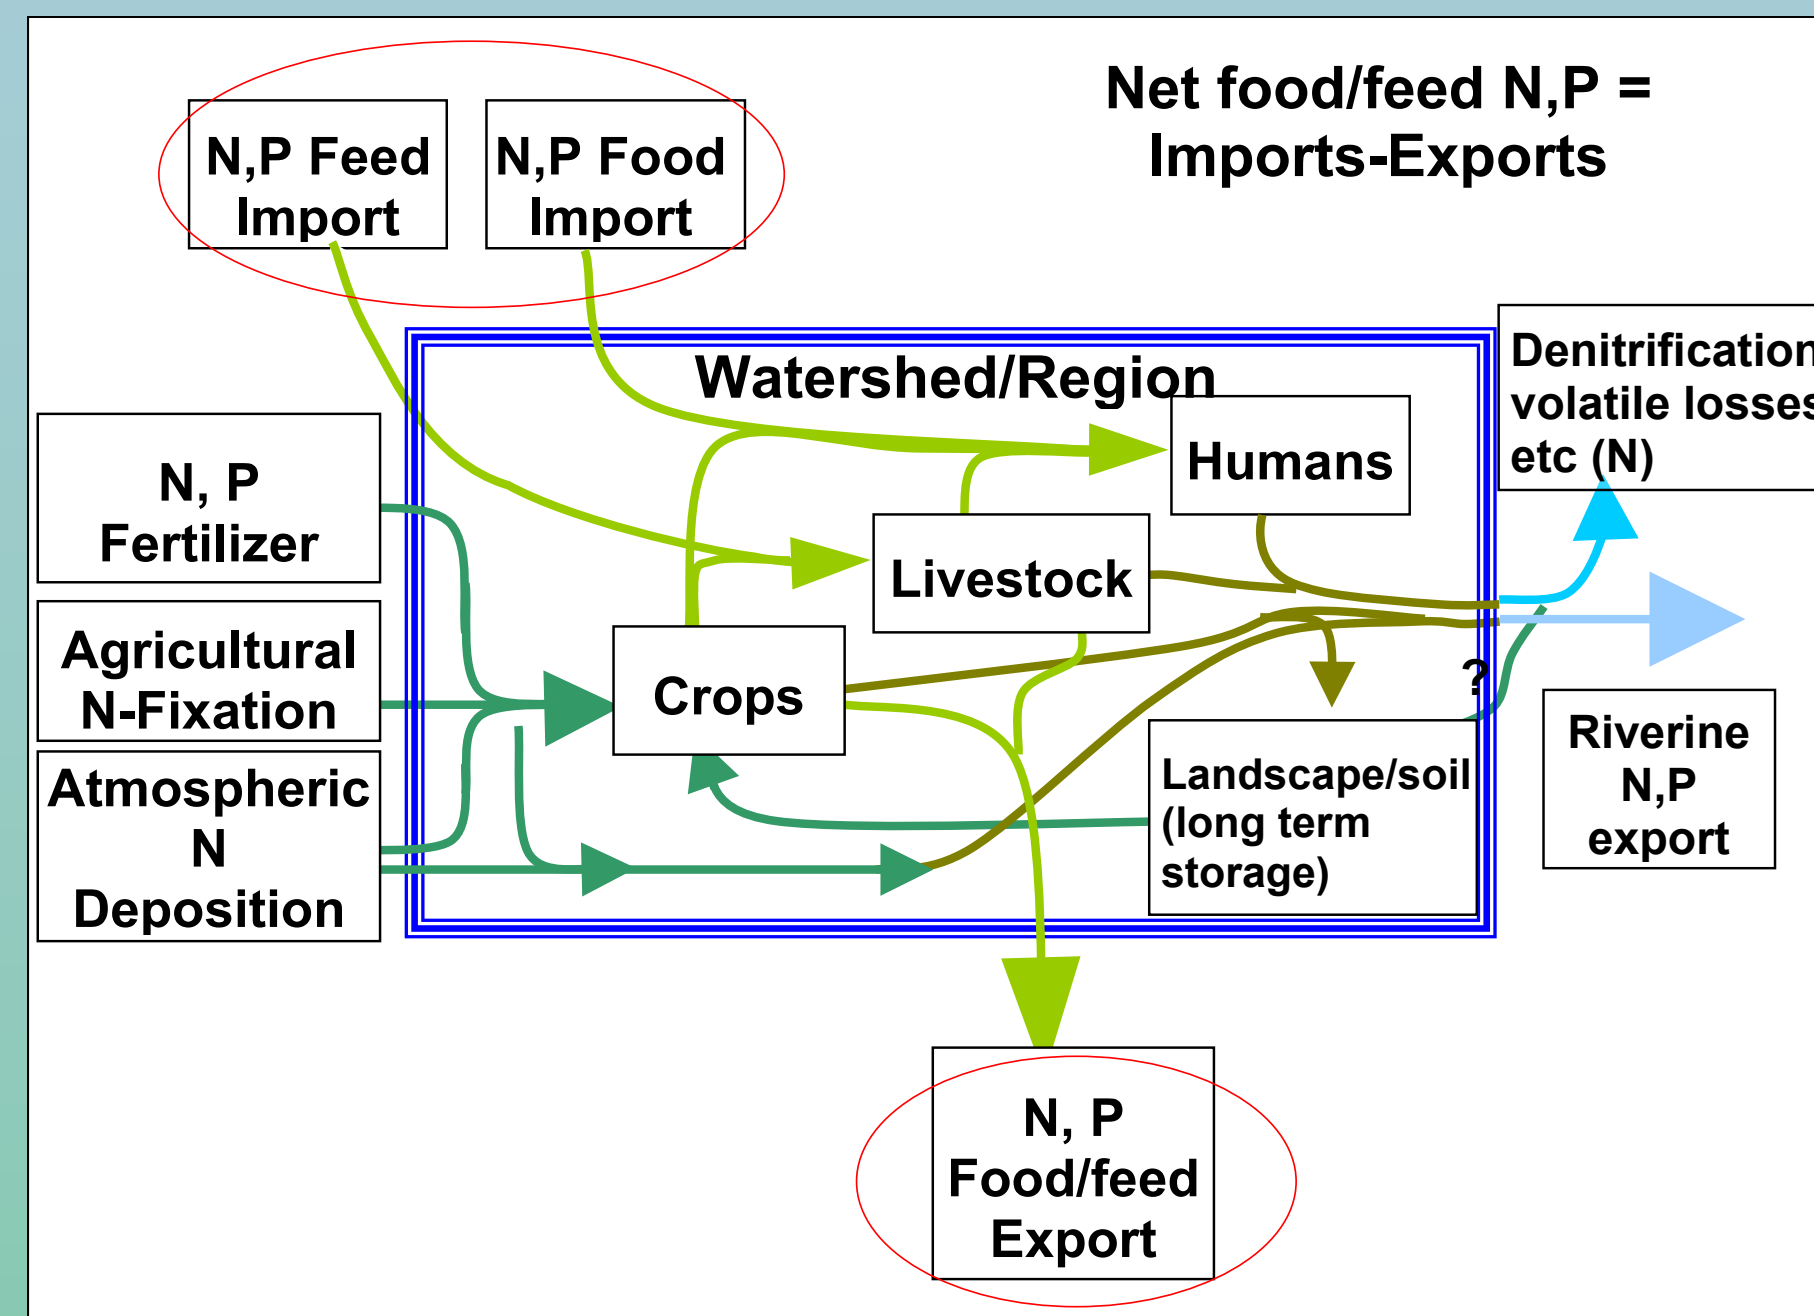 Net food/feed N,P =
Imports-Exports
N,P Feed
Import
N,P Food
Import
Watershed/Region
Denitrification
volatile losses
etc (N)
Humans
N, P
Fertilizer
Livestock
Agricultural
N-Fixation
Crops
?
Riverine
N,P
export
Landscape/soil
(long term
storage)
Atmospheric
N
Deposition
N, P
Food/feed
Export